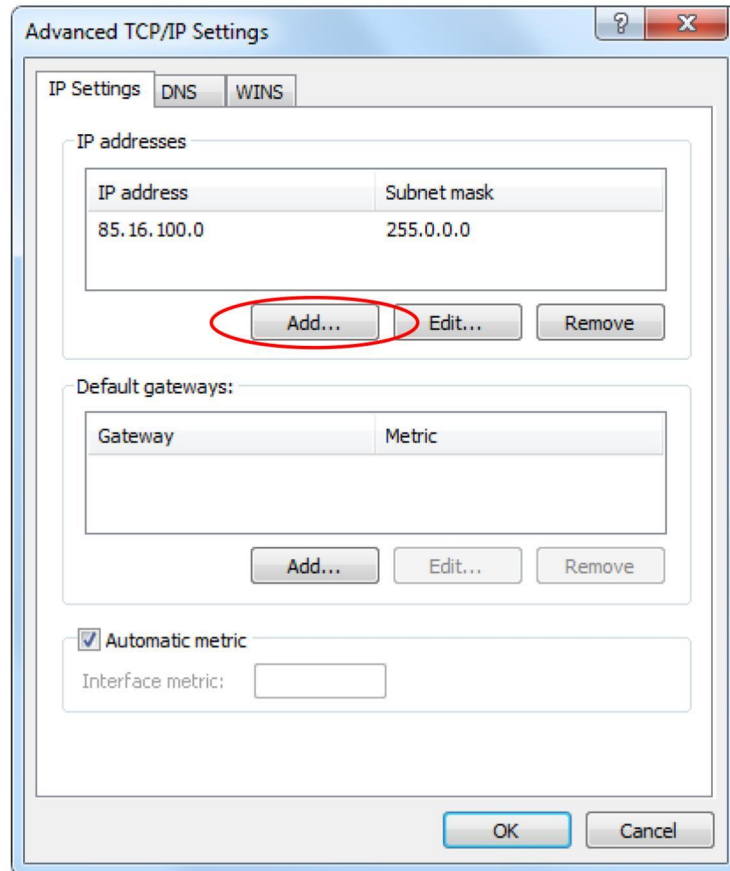 Advanced TCP/IP Settings
IP Settings DNS WINS
IP addresses
IP address Subnet mask
85.16.100.0 255.0.0.0
Add... Edit... Remove
Default gateways:
Gateway Metric
Add... Edit... Remove
Automatic metric
Interface metric:
OK Cancel